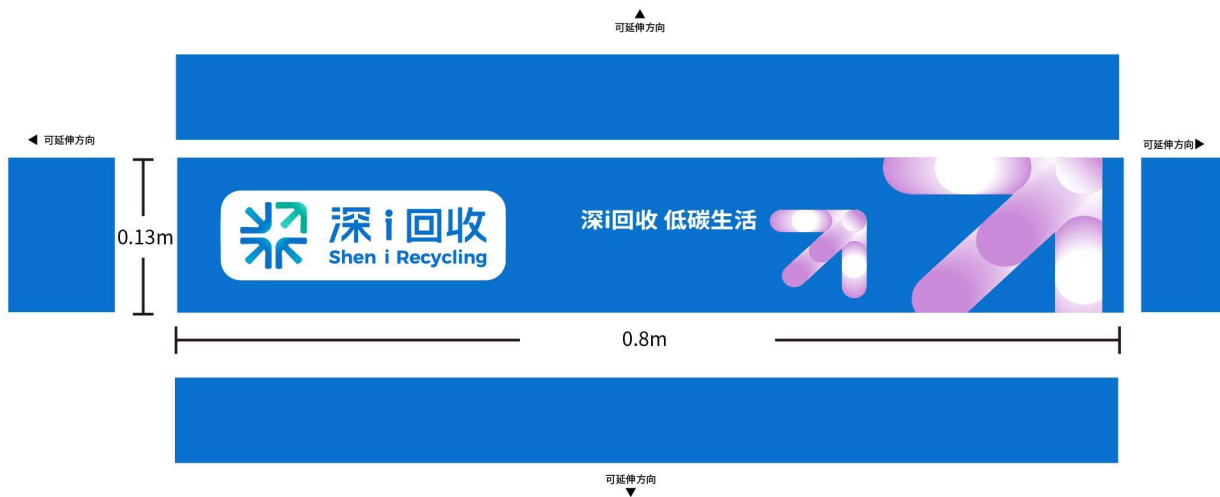 可延伸方向
可延伸方向
可延伸方向
0.13m
深i回收
Shen i Recycling
深i回收 低碳生活
0.8m
可延伸方向